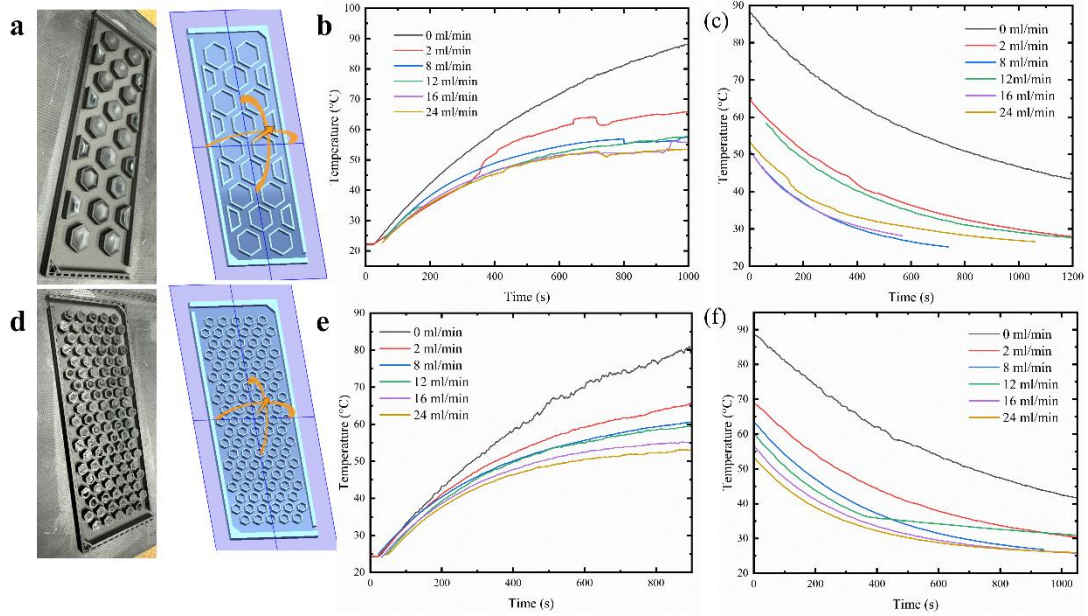 a
b
0 ml/min
2 ml/min
8 ml/min
12 ml/min
16 ml/min
24 ml/min
100
90
80
70
60
50
40
30
20
10
Temperature (°C)
0
200
400
600
800
1000
Time (s)
(c)
0 ml/min
2 ml/min
8 ml/min
12ml/min
16 ml/min
24 ml/min
90
80
70
60
50
40
30
20
Temperature (°C)
0
200
400
600
800
1000
1200
Time (s)
d
e
0 ml/min
2 ml/min
8 ml/min
12 ml/min
16 ml/min
24 ml/min
90
80
70
60
50
40
30
20
Temperature (°C)
0
200
400
600
800
Time (s)
(f)
0 ml/min
2 ml/min
8 ml/min
12 ml/min
16 ml/min
24 ml/min
90
80
70
60
50
40
30
20
Temperature (°C)
0
200
400
600
800
1000
Time (s)